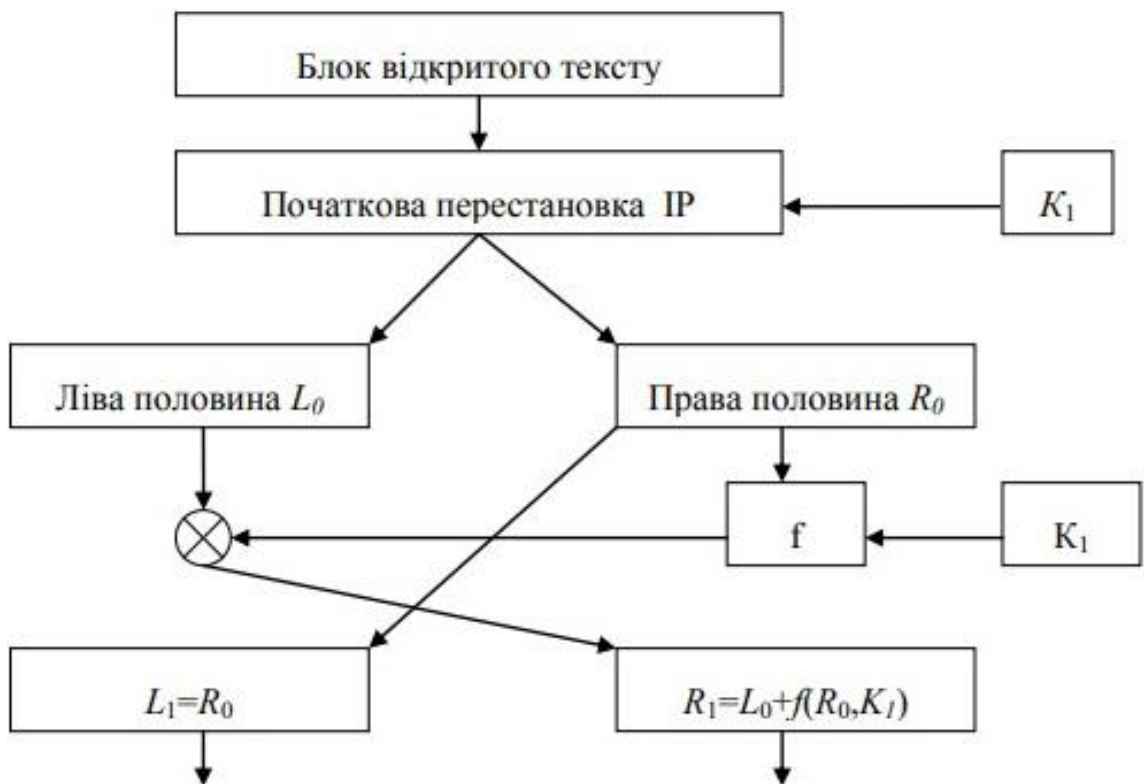 Блок відкритого тексту
Початкова перестановка IP
K₁
Ліва половина L₀
Права половина R₀
f
К₁
L₁=R₀
R₁=L₀+f(R₀,K₁)